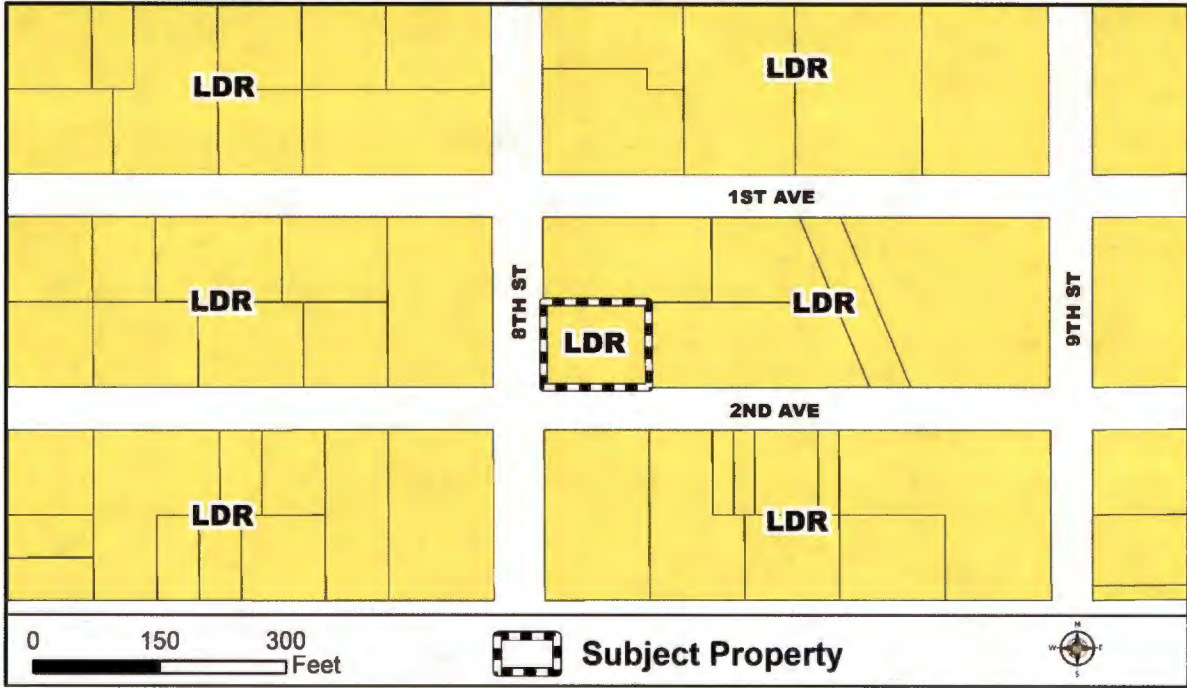 LDR
LDR
1ST AVE
LDR
8TH ST
LDR
9TH ST
LDR
2ND AVE
LDR
LDR
0 150 300
Feet
Subject Property
N
W E
S